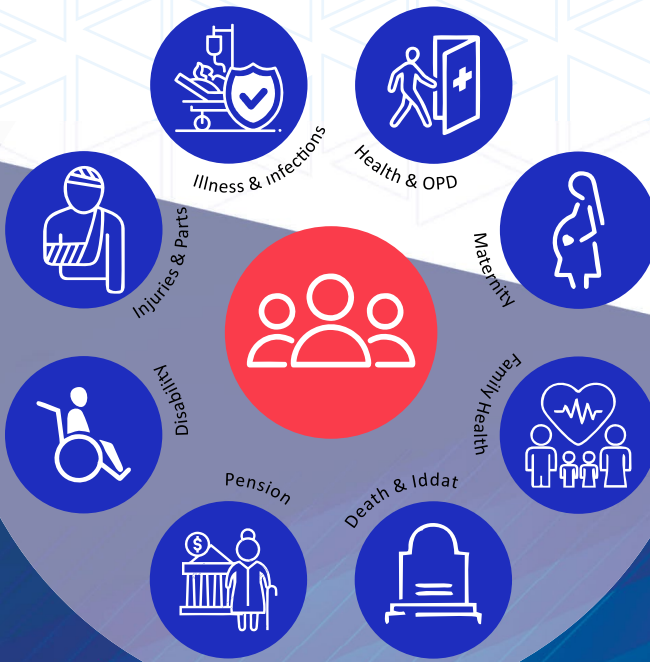 Illness & infections
Health & OPD
Injuries & Parts
Maternity
Disability
Family Health
Pension
Death & Iddat
$